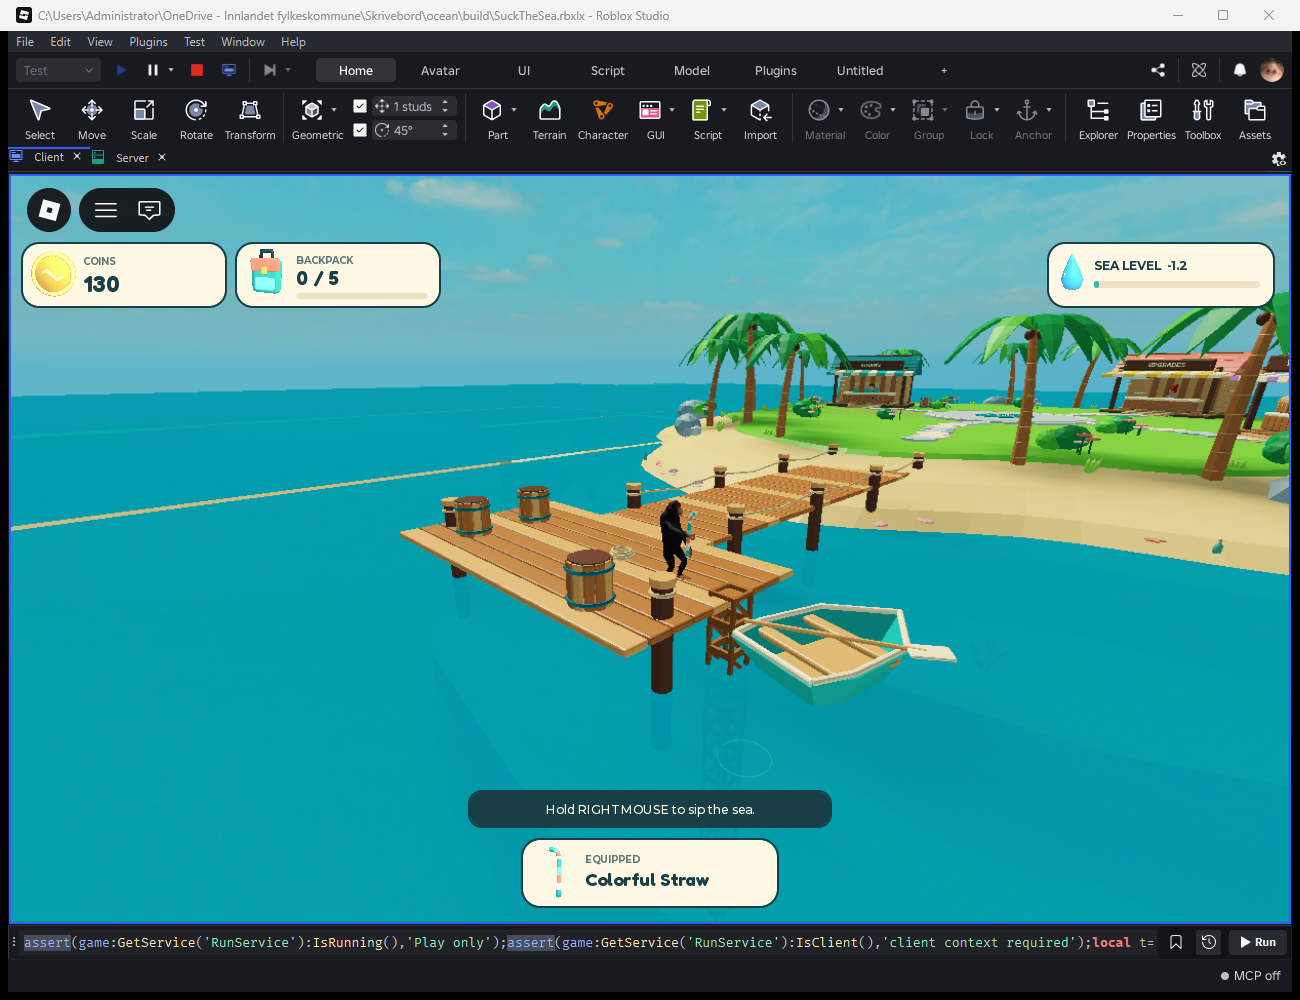 C:\Users\Administrator\OneDrive - Innlandet fylkeskommune\Skrivebord\ocean\build\SuckTheSea.rbxlx - Roblox Studio
File Edit View Plugins Test Window Help
Test Home Avatar UI Script Model Plugins Untitled +
1 studs
45°
Select Move Scale Rotate Transform Geometric Part Terrain Character GUI Script Import Material Color Group Lock Anchor Explorer Properties Toolbox Assets
Client Server
COINS
130
BACKPACK
0 / 5
SEA LEVEL -1.2
UPGRADES
Hold RIGHT MOUSE to sip the sea.
EQUIPPED
Colorful Straw
assert(game:GetService('RunService'):IsRunning(),'Play only');assert(game:GetService('RunService'):IsClient(),'client context required');local t=
Run
MCP off